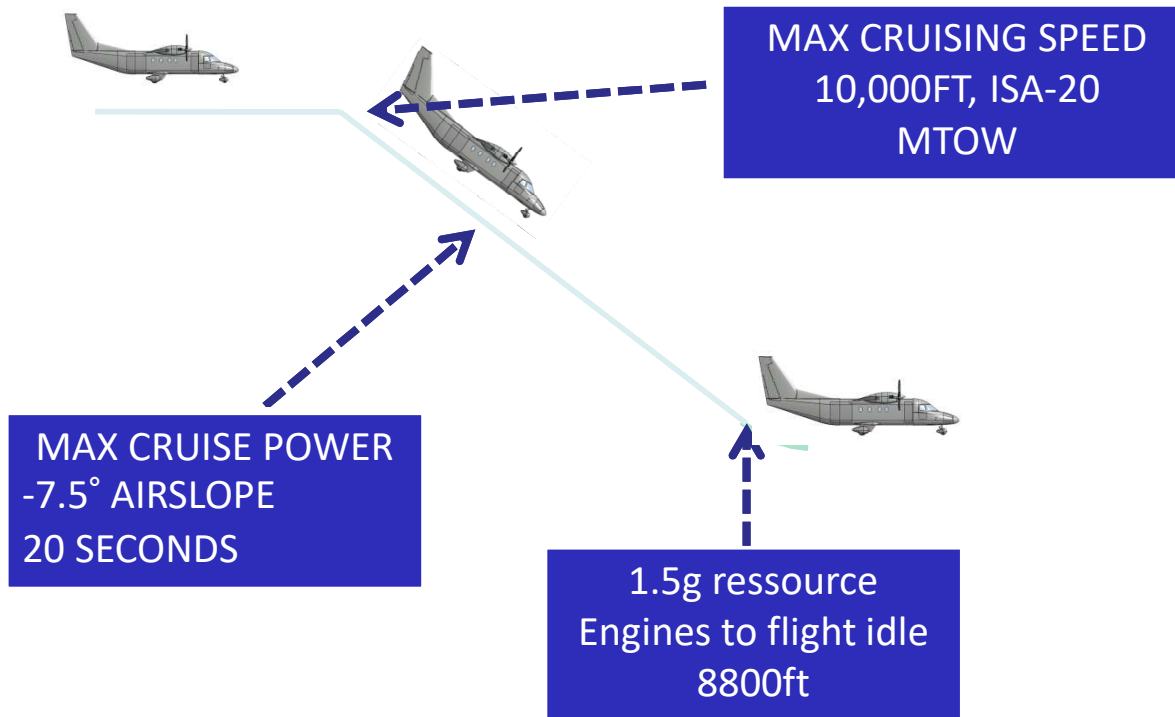 MAX CRUISING SPEED
10,000FT, ISA-20
MTOW
MAX CRUISE POWER
-7.5° AIRSLOPE
20 SECONDS
1.5g ressource
Engines to flight idle
8800ft